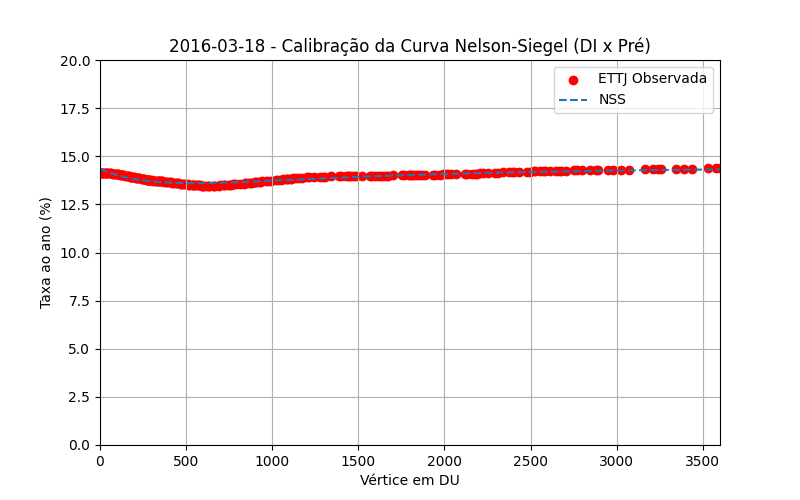 2016-03-18 - Calibração da Curva Nelson-Siegel (DI x Pré)
ETTJ Observada
NSS
Taxa ao ano (%)
20.0
17.5
15.0
12.5
10.0
7.5
5.0
2.5
0.0
0 500 1000 1500 2000 2500 3000 3500
Vértice em DU